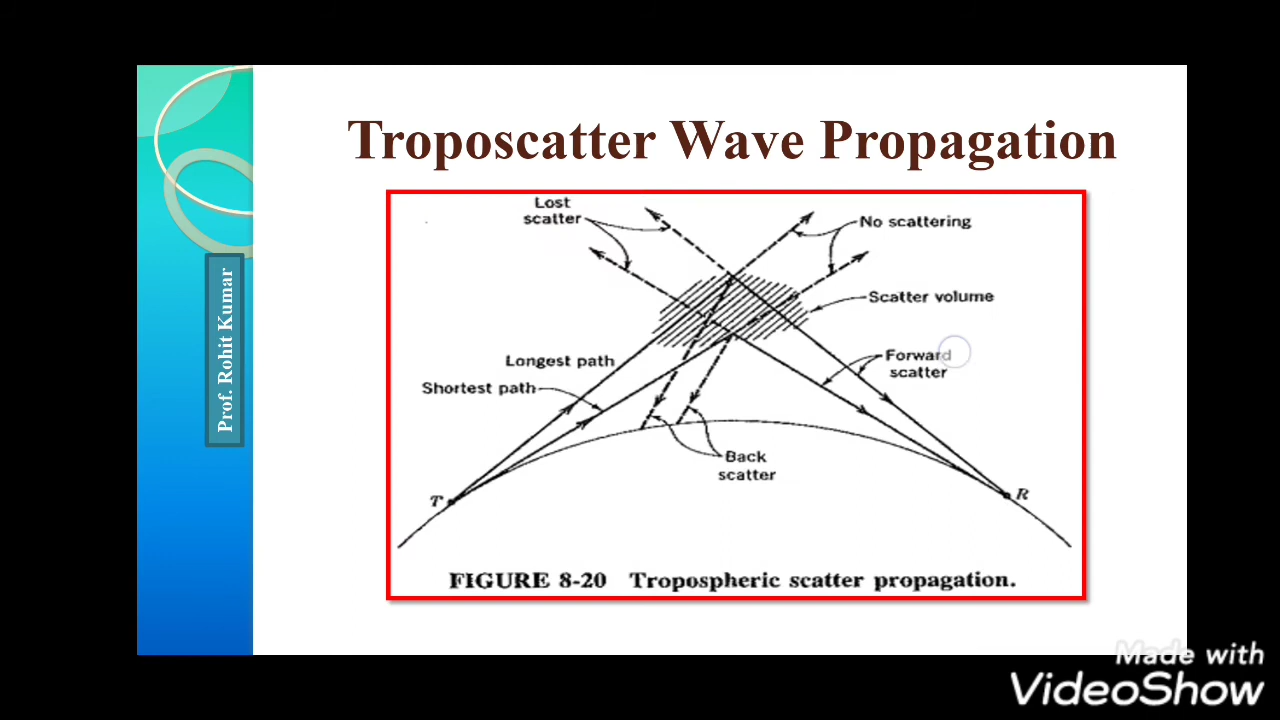 Troposcatter Wave Propagation
Prof. Rohit Kumar
Lost
scatter
No scattering
Scatter volume
Longest path
Shortest path
Forward
scatter
Back
scatter
T
R
FIGURE 8-20 Tropospheric scatter propagation.
Made with
VideoShow